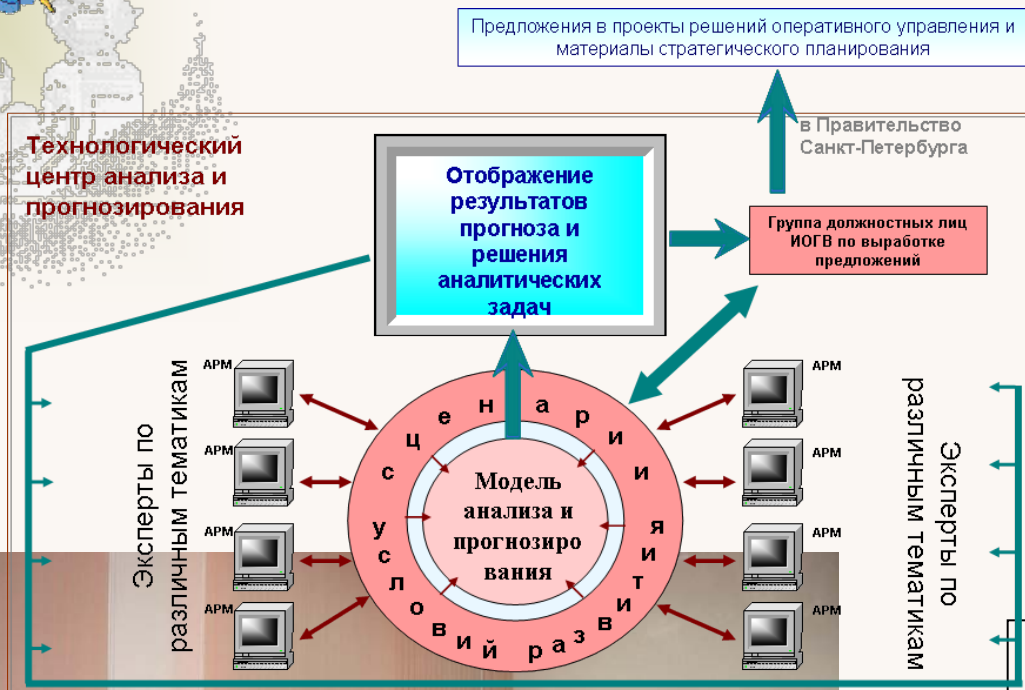 Предложения в проекты решений оперативного управления и
материалы стратегического планирования
в Правительство
Санкт-Петербурга
Технологический
центр анализа и
прогнозирования
Отображение
результатов
прогноза и
решения
аналитических
задач
Группа должностных лиц
ИОГВ по выработке
предложений
АРМ
АРМ
АРМ
АРМ
Эксперты по
различным тематикам
сценарии
условий развития
Модель
анализа и
прогнозиро
вания
АРМ
АРМ
АРМ
АРМ
Эксперты по
различным тематикам